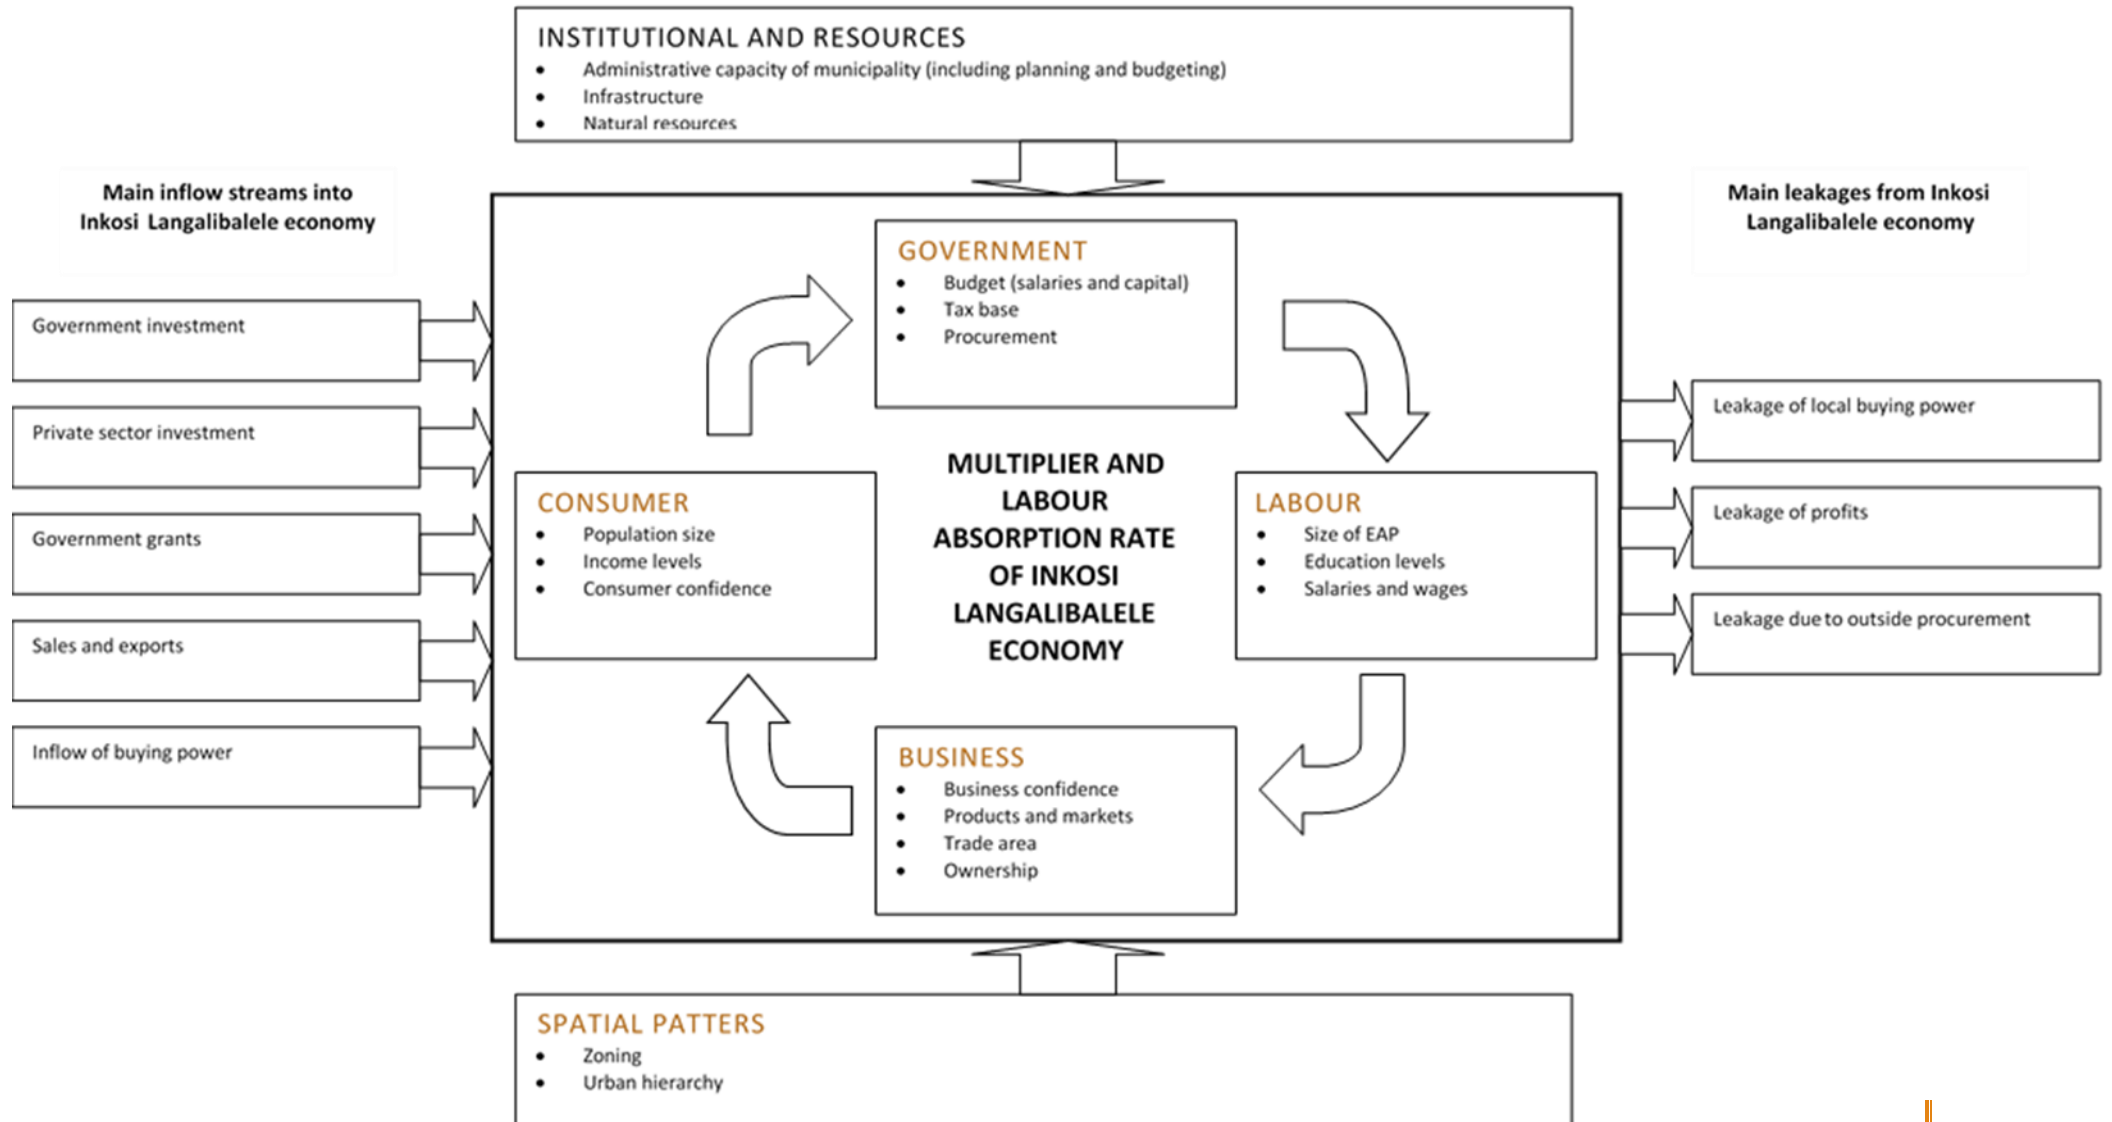 INSTITUTIONAL AND RESOURCES
• Administrative capacity of municipality (including planning and budgeting)
• Infrastructure
• Natural resources
Main inflow streams into
Inkosi Langalibalele economy
Government investment
Private sector investment
Government grants
Sales and exports
Inflow of buying power
GOVERNMENT
• Budget (salaries and capital)
• Tax base
• Procurement
CONSUMER
• Population size
• Income levels
• Consumer confidence
MULTIPLIER AND
LABOUR
ABSORPTION RATE
OF INKOSI
LANGALIBALELE
ECONOMY
LABOUR
• Size of EAP
• Education levels
• Salaries and wages
BUSINESS
• Business confidence
• Products and markets
• Trade area
• Ownership
Main leakages from Inkosi
Langalibalele economy
Leakage of local buying power
Leakage of profits
Leakage due to outside procurement
SPATIAL PATTERS
• Zoning
• Urban hierarchy